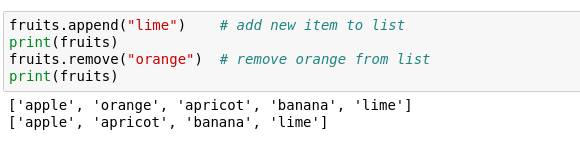 fruits.append("lime")    # add new item to list
print(fruits)
fruits.remove("orange")  # remove orange from list
print(fruits)
['apple', 'orange', 'apricot', 'banana', 'lime']
['apple', 'apricot', 'banana', 'lime']